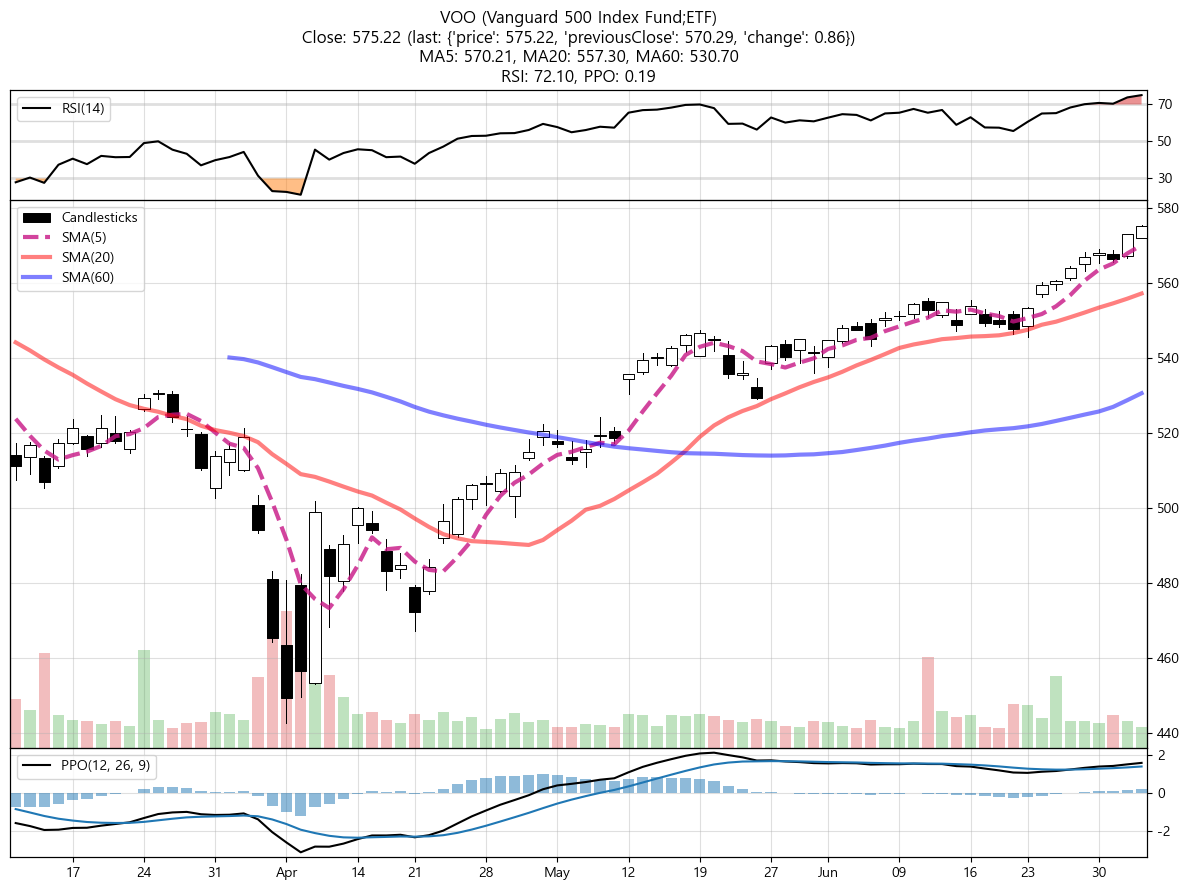 VOO (Vanguard 500 Index Fund;ETF)
Close: 575.22 (last: {'price': 575.22, 'previousClose': 570.29, 'change': 0.86})
MA5: 570.21, MA20: 557.30, MA60: 530.70
RSI: 72.10, PPO: 0.19
RSI(14)
70
50
30
Candlesticks
SMA(5)
SMA(20)
SMA(60)
580
560
540
520
500
480
460
440
PPO(12, 26, 9)
2
0
-2
17 24 31 Apr 14 21 28 May 12 19 27 Jun 09 16 23 30